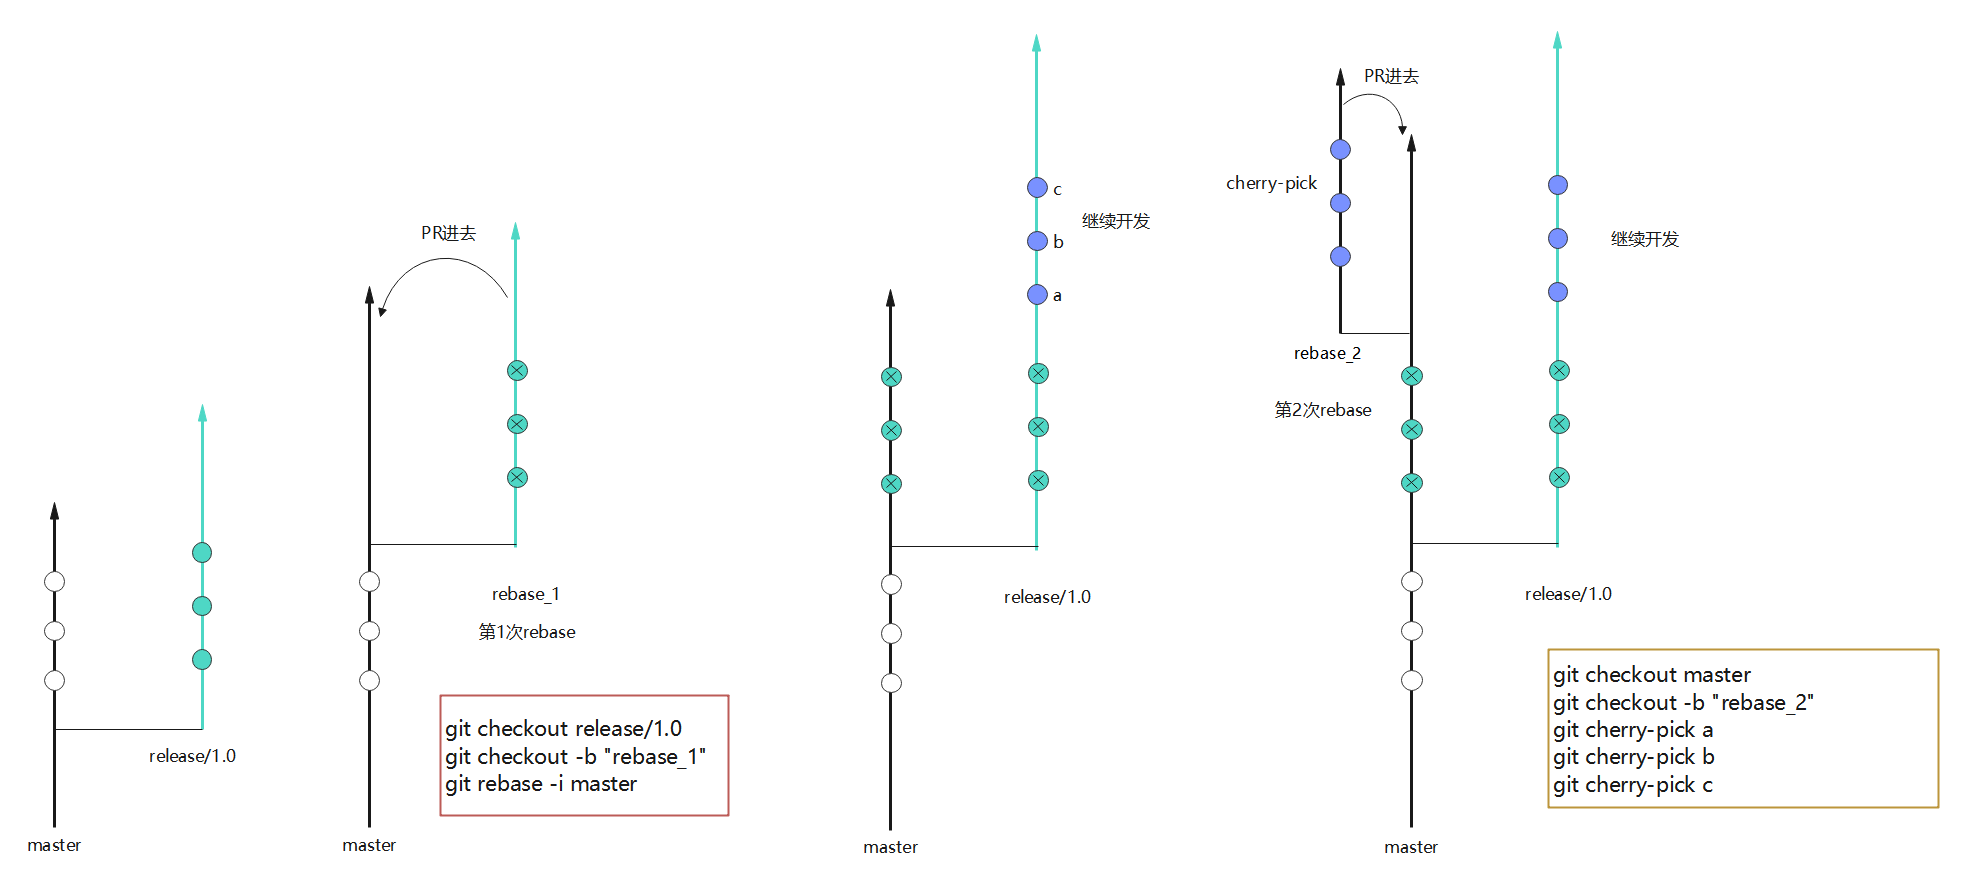 release/1.0
master
PR进去
rebase_1
第1次rebase
git checkout release/1.0
git checkout -b "rebase_1"
git rebase -i master
master
c
继续开发
b
a
release/1.0
master
PR进去
cherry-pick
继续开发
rebase_2
第2次rebase
release/1.0
git checkout master
git checkout -b "rebase_2"
git cherry-pick a
git cherry-pick b
git cherry-pick c
master